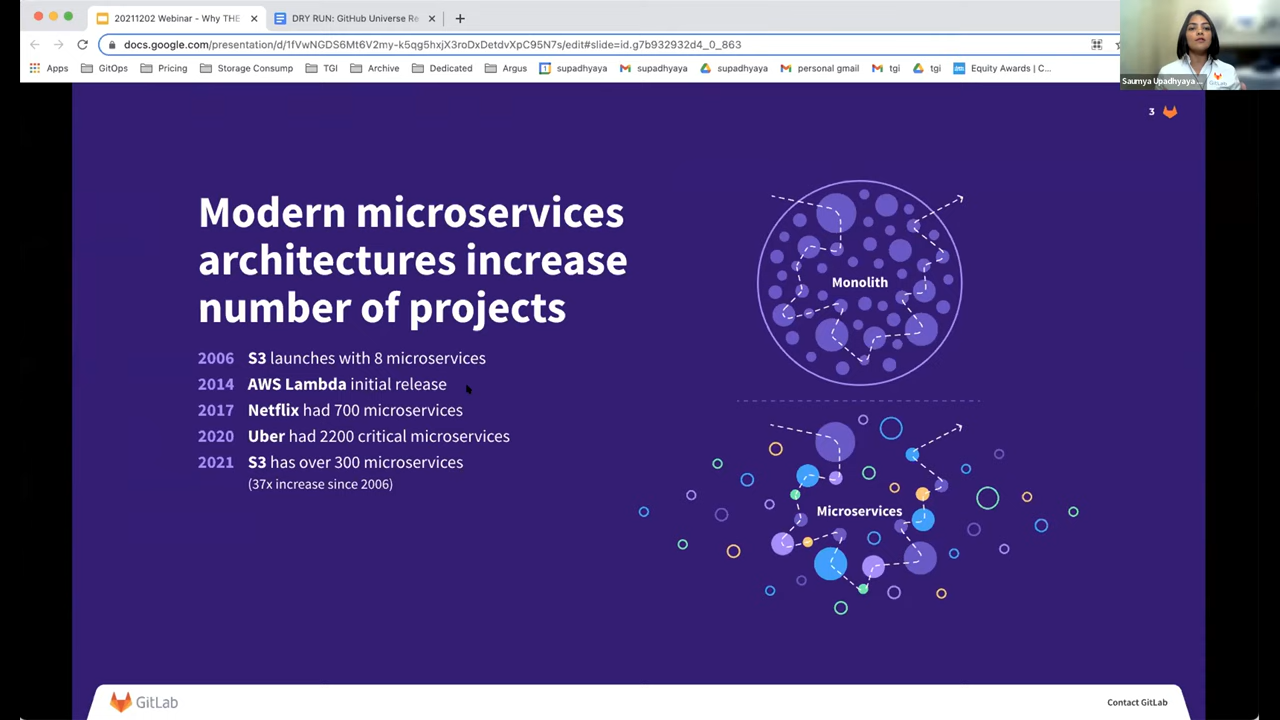 20211202 Webinar - Why THE
DRY RUN: GitHub Universe Re
docs.google.com/presentation/d/1fVwNGDS6Mt6V2my-k5qg5hxjX3roDxDetdvXpC95N7s/edit#slide=id.g7b932932d4_0_863
Apps
GitOps
Pricing
Storage Consump
TGI
Archive
Dedicated
Argus
supadhyaya
supadhyaya
supadhyaya
personal gmail
tgi
tgi
Equity Awards | C...
Saumya Upadhyaya ...
GitLab
3
Modern microservices
architectures increase
number of projects
2006 S3 launches with 8 microservices
2014 AWS Lambda initial release
2017 Netflix had 700 microservices
2020 Uber had 2200 critical microservices
2021 S3 has over 300 microservices
(37x increase since 2006)
Monolith
Microservices
GitLab
Contact GitLab